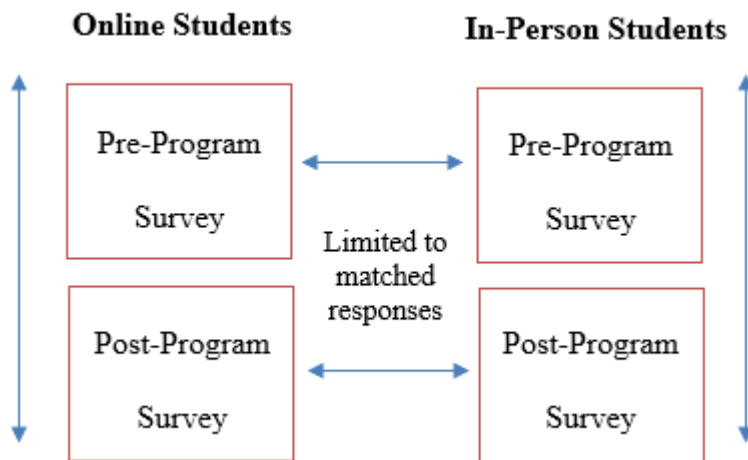 Online Students
In-Person Students
Pre-Program
Survey
Pre-Program
Survey
Limited to
matched
responses
Post-Program
Survey
Post-Program
Survey